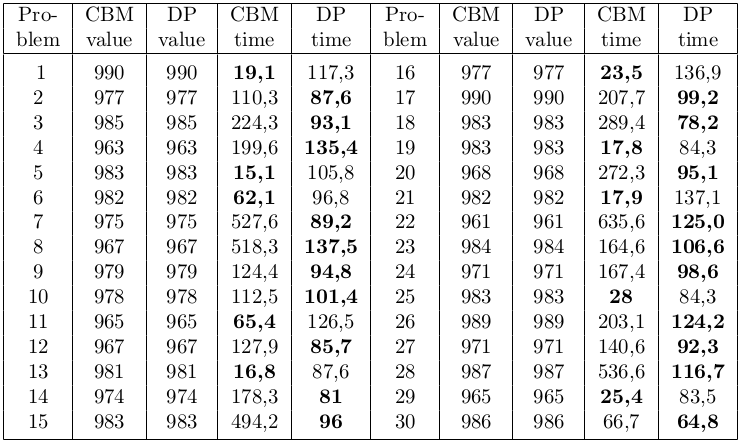 Pro- CBM DP CBM DP Pro- CBM DP CBM DP
blem value value time time blem value value time time
1 990 990 19,1 117,3 16 977 977 23,5 136,9
2 977 977 110,3 87,6 17 990 990 207,7 99,2
3 985 985 224,3 93,1 18 983 983 289,4 78,2
4 963 963 199,6 135,4 19 983 983 17,8 84,3
5 983 983 15,1 105,8 20 968 968 272,3 95,1
6 982 982 62,1 96,8 21 982 982 17,9 137,1
7 975 975 527,6 89,2 22 961 961 635,6 125,0
8 967 967 518,3 137,5 23 984 984 164,6 106,6
9 979 979 124,4 94,8 24 971 971 167,4 98,6
10 978 978 112,5 101,4 25 983 983 28 84,3
11 965 965 65,4 126,5 26 989 989 203,1 124,2
12 967 967 127,9 85,7 27 971 971 140,6 92,3
13 981 981 16,8 87,6 28 987 987 536,6 116,7
14 974 974 178,3 81 29 965 965 25,4 83,5
15 983 983 494,2 96 30 986 986 66,7 64,8